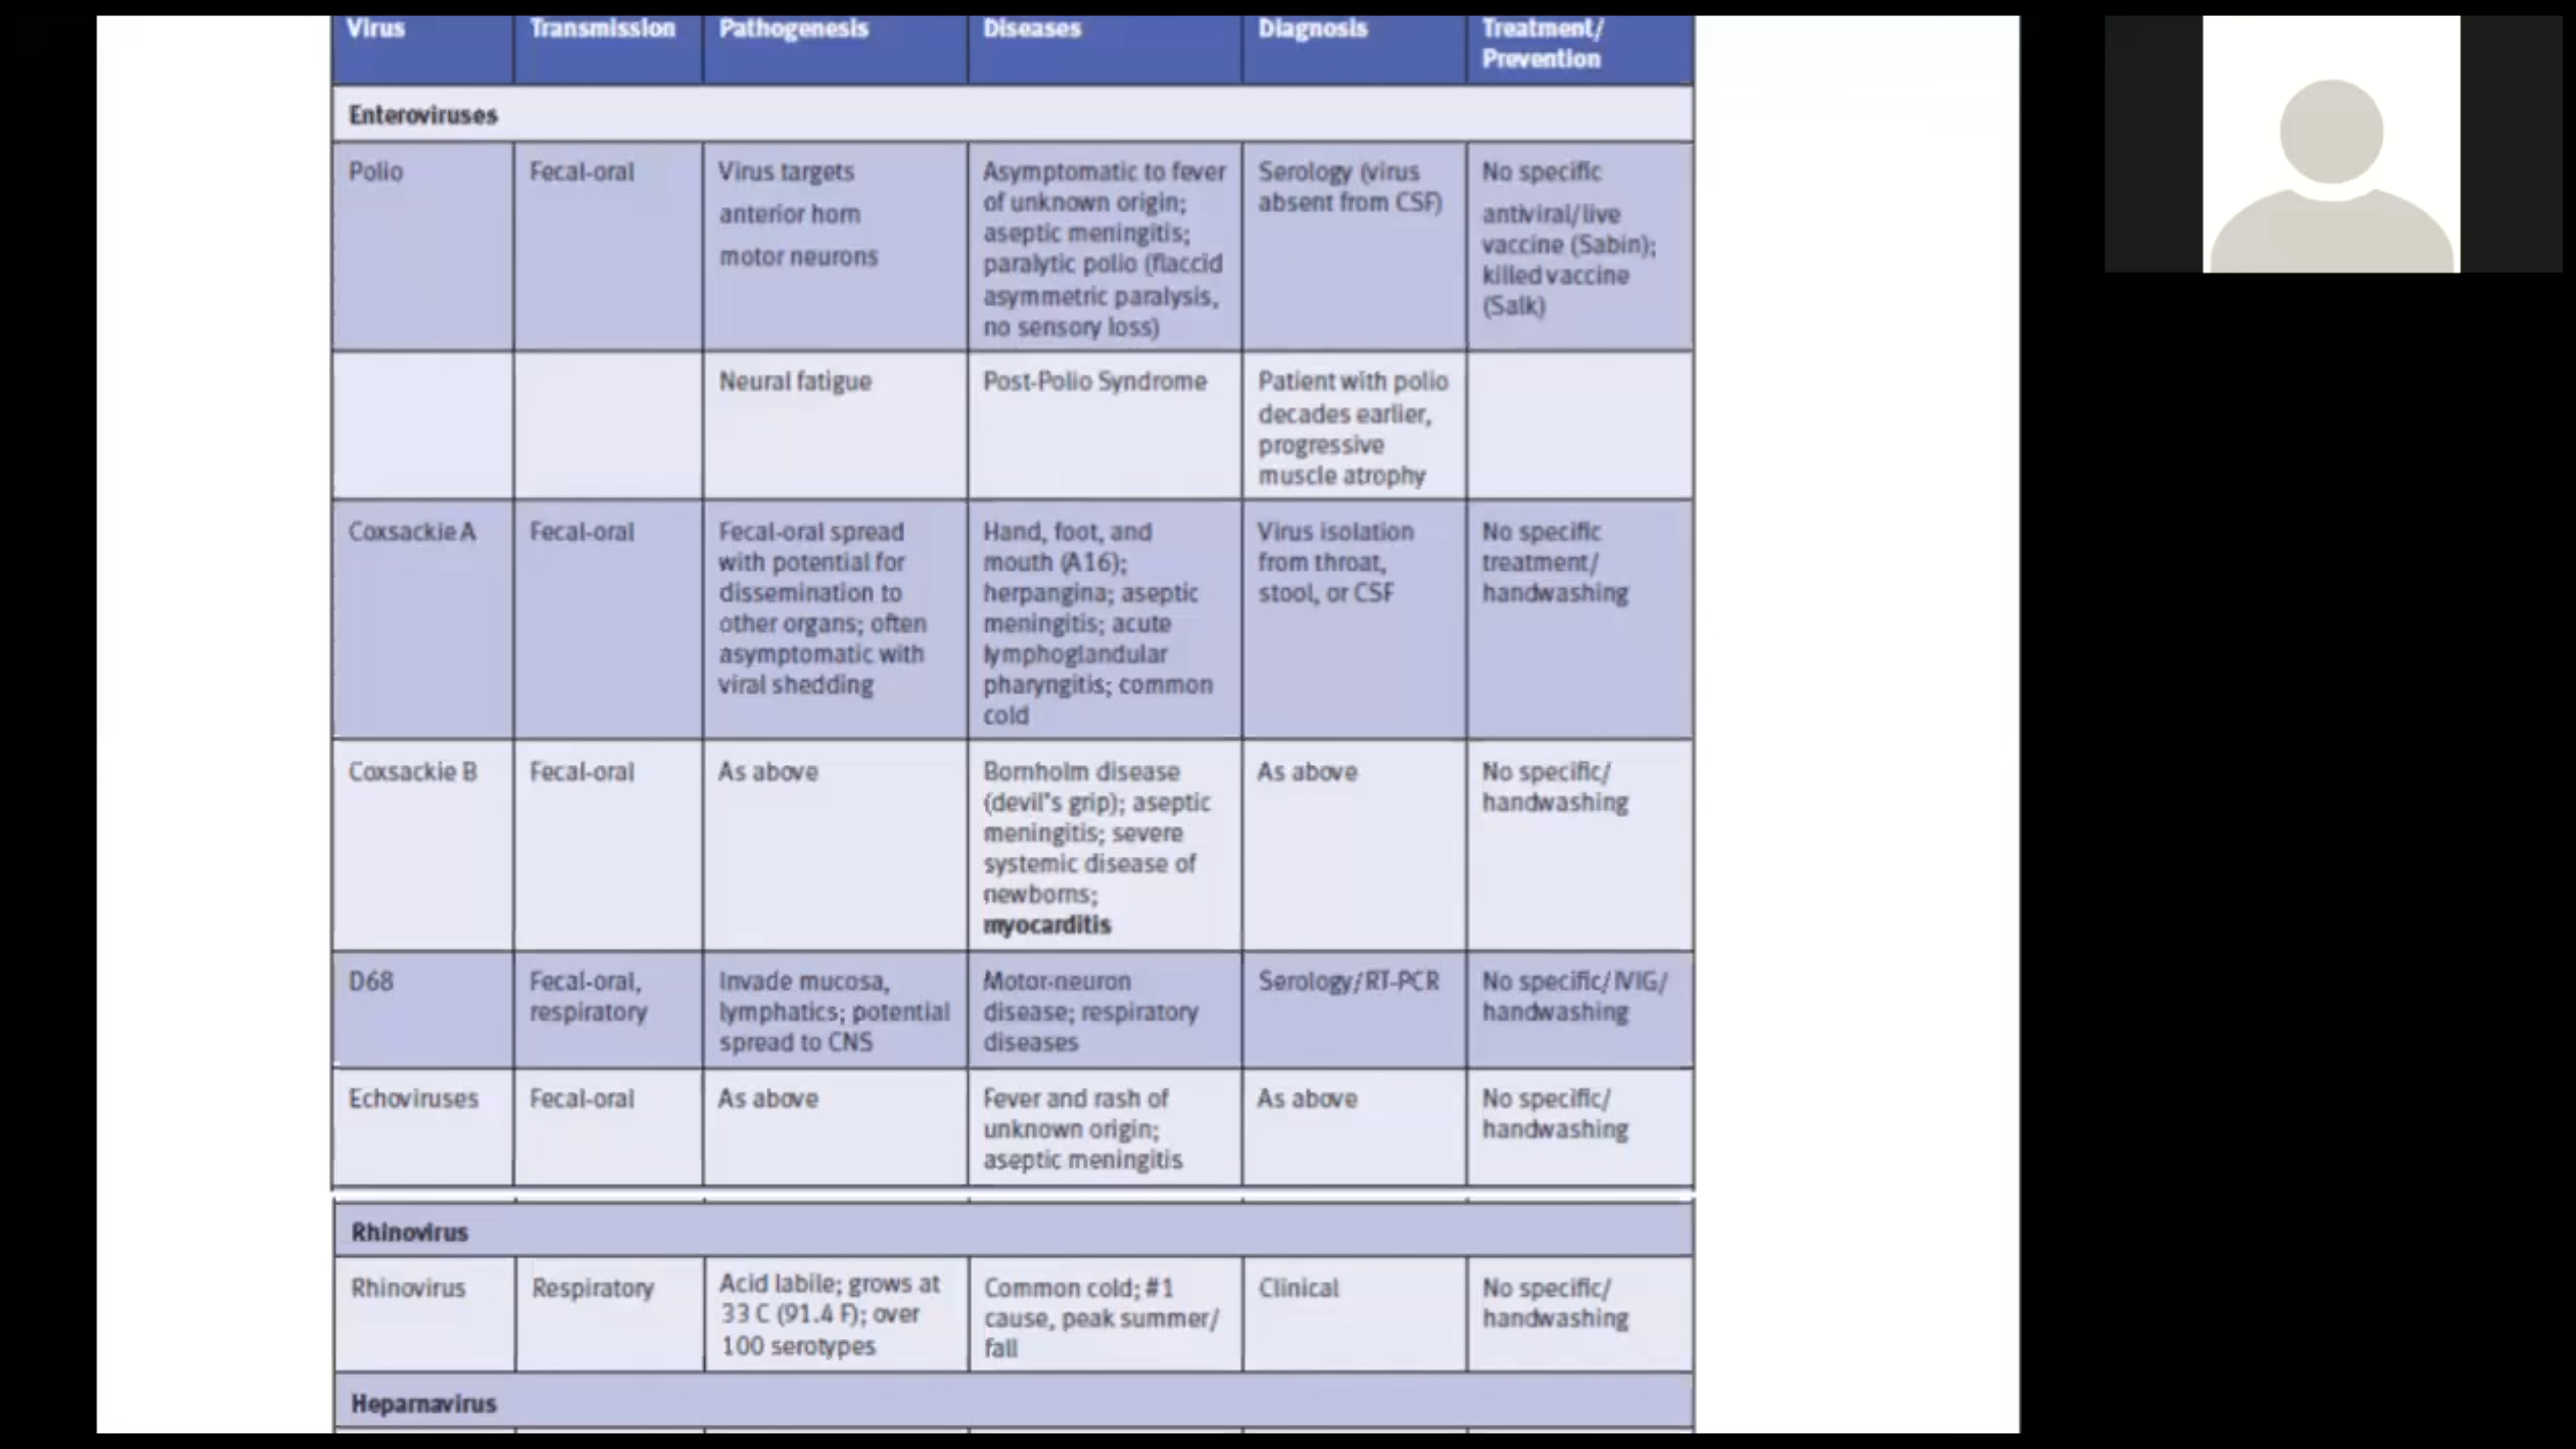 Virus Transmission Pathogenesis Diseases Diagnosis Treatment/
Prevention
Enteroviruses
Polio
Fecal-oral
Virus targets
anterior horn
motor neurons
Asymptomatic to fever
of unknown origin;
aseptic meningitis;
paralytic polio (flaccid
asymmetric paralysis,
no sensory loss)
Serology (virus
absent from CSF)
No specific
antiviral/live
vaccine (Sabin);
killed vaccine
(Salk)
Neural fatigue
Post-Polio Syndrome
Patient with polio
decades earlier,
progressive
muscle atrophy
Coxsackie A
Fecal-oral
Fecal-oral spread
with potential for
dissemination to
other organs; often
asymptomatic with
viral shedding
Hand, foot, and
mouth (A16);
herpangina; aseptic
meningitis; acute
lymphoglandular
pharyngitis; common
cold
Virus isolation
from throat,
stool, or CSF
No specific
treatment/
handwashing
Coxsackie B
Fecal-oral
As above
Bornholm disease
(devil's grip); aseptic
meningitis; severe
systemic disease of
newborns;
myocarditis
As above
No specific/
handwashing
D68
Fecal-oral,
respiratory
Invade mucosa,
lymphatics; potential
spread to CNS
Motor-neuron
disease; respiratory
diseases
Serology/RT-PCR
No specific/IVIG/
handwashing
Echoviruses
Fecal-oral
As above
Fever and rash of
unknown origin;
aseptic meningitis
As above
No specific/
handwashing
Rhinovirus
Rhinovirus
Respiratory
Acid labile; grows at
33 C (91.4 F); over
100 serotypes
Common cold; #1
cause, peak summer/
fall
Clinical
No specific/
handwashing
Heparnavirus